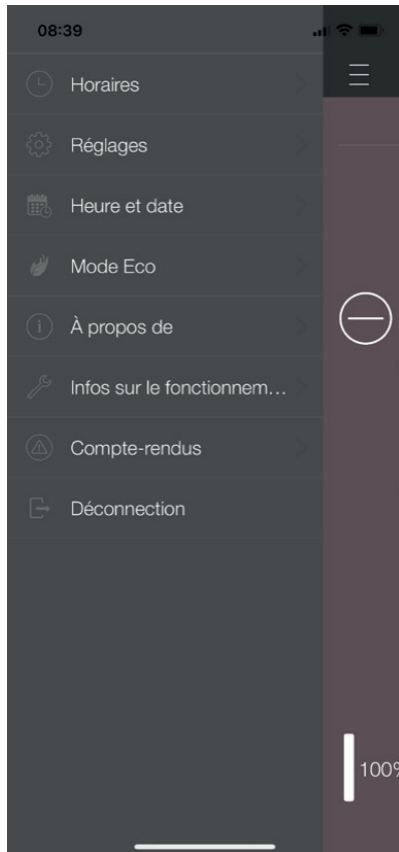 08:39
Horaires
Réglages
Heure et date
Mode Eco
À propos de
Infos sur le fonctionnem...
Compte-rendus
Déconnection
100%